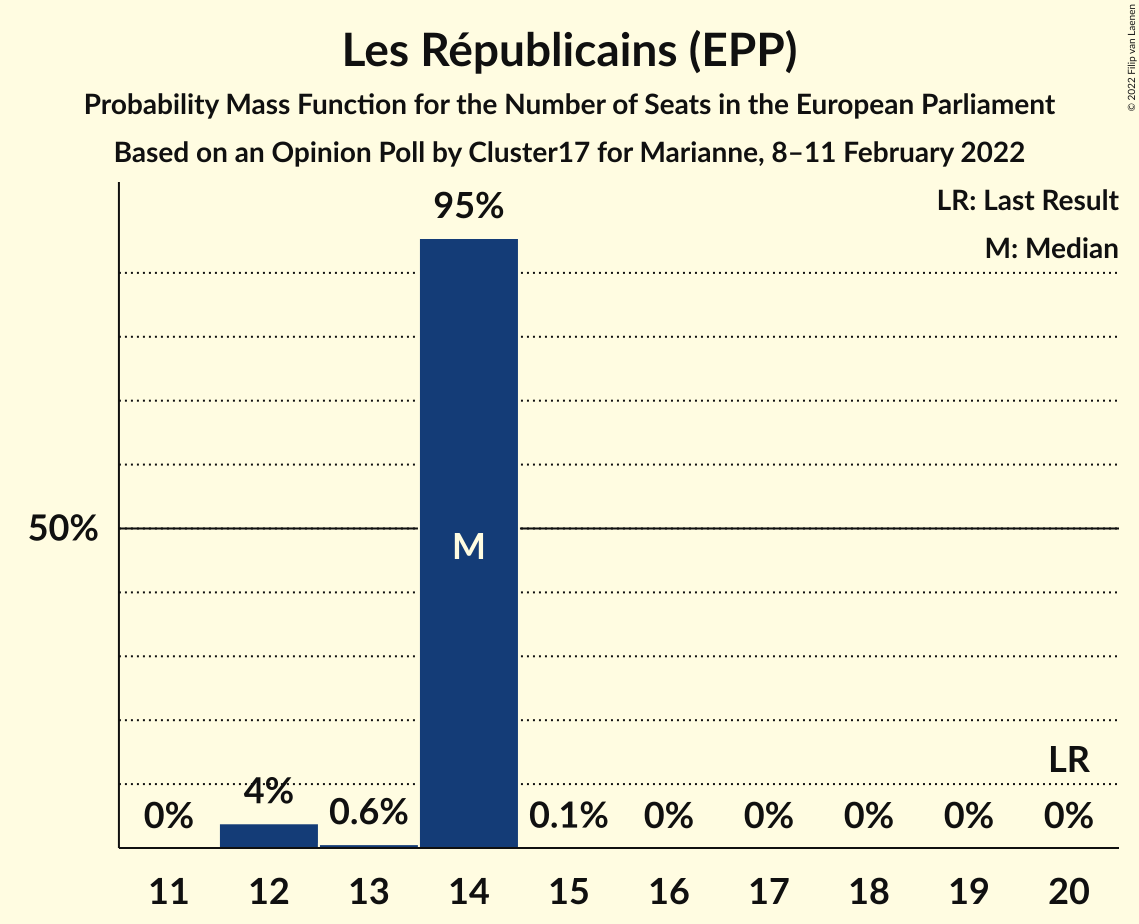 Les Républicains (EPP)
Probability Mass Function for the Number of Seats in the European Parliament
Based on an Opinion Poll by Cluster17 for Marianne, 8–11 February 2022
© 2022 Filip van Laenen
LR: Last Result
M: Median
95%
50%
M
LR
0% 4% 0.6% 0.1% 0% 0% 0% 0% 0%
11 12 13 14 15 16 17 18 19 20